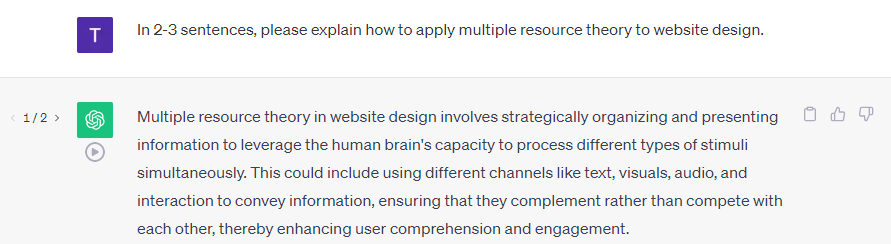 T
In 2-3 sentences, please explain how to apply multiple resource theory to website design.
< 1 / 2 >
Multiple resource theory in website design involves strategically organizing and presenting
information to leverage the human brain's capacity to process different types of stimuli
simultaneously. This could include using different channels like text, visuals, audio, and
interaction to convey information, ensuring that they complement rather than compete with
each other, thereby enhancing user comprehension and engagement.